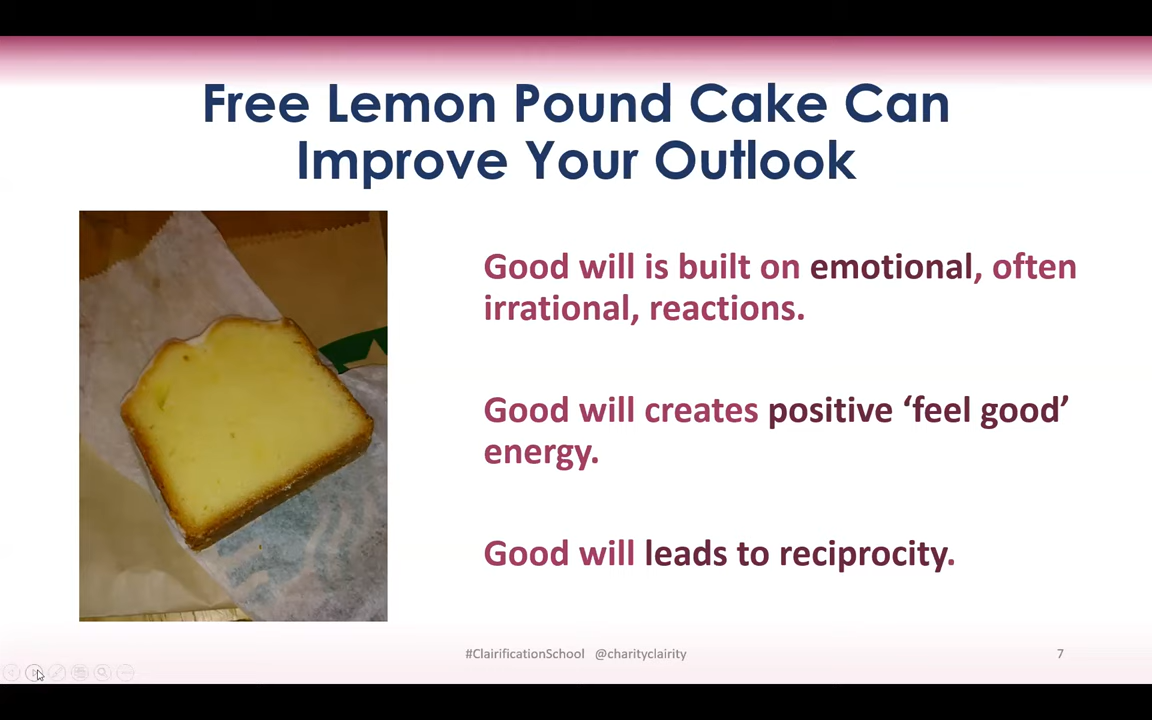 Free Lemon Pound Cake Can
Improve Your Outlook
Good will is built on emotional, often
irrational, reactions.
Good will creates positive ‘feel good’
energy.
Good will leads to reciprocity.
#ClairificationSchool @charityclairity
7